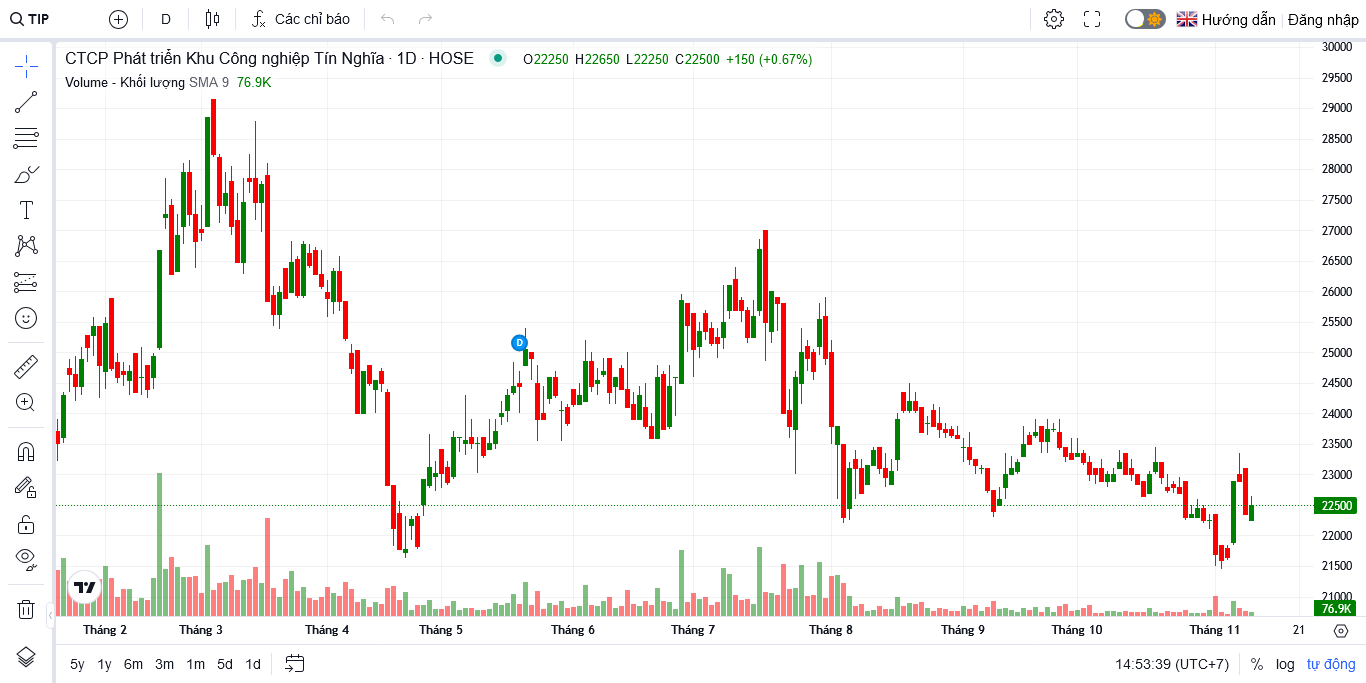 TIP D Các chỉ báo Hướng dẫn Đăng nhập
CTCP Phát triển Khu Công nghiệp Tín Nghĩa · 1D · HOSE O22250 H22650 L22250 C22500 +150 (+0.67%)
Volume - Khối lượng SMA 9 76.9K
30000
29500
29000
28500
28000
27500
27000
26500
26000
25500
25000
24500
24000
23500
23000
22500
22000
21500
21000
76.9K
D
Tháng 2 Tháng 3 Tháng 4 Tháng 5 Tháng 6 Tháng 7 Tháng 8 Tháng 9 Tháng 10 Tháng 11 21
5y 1y 6m 3m 1m 5d 1d 14:53:39 (UTC+7) % log tự động